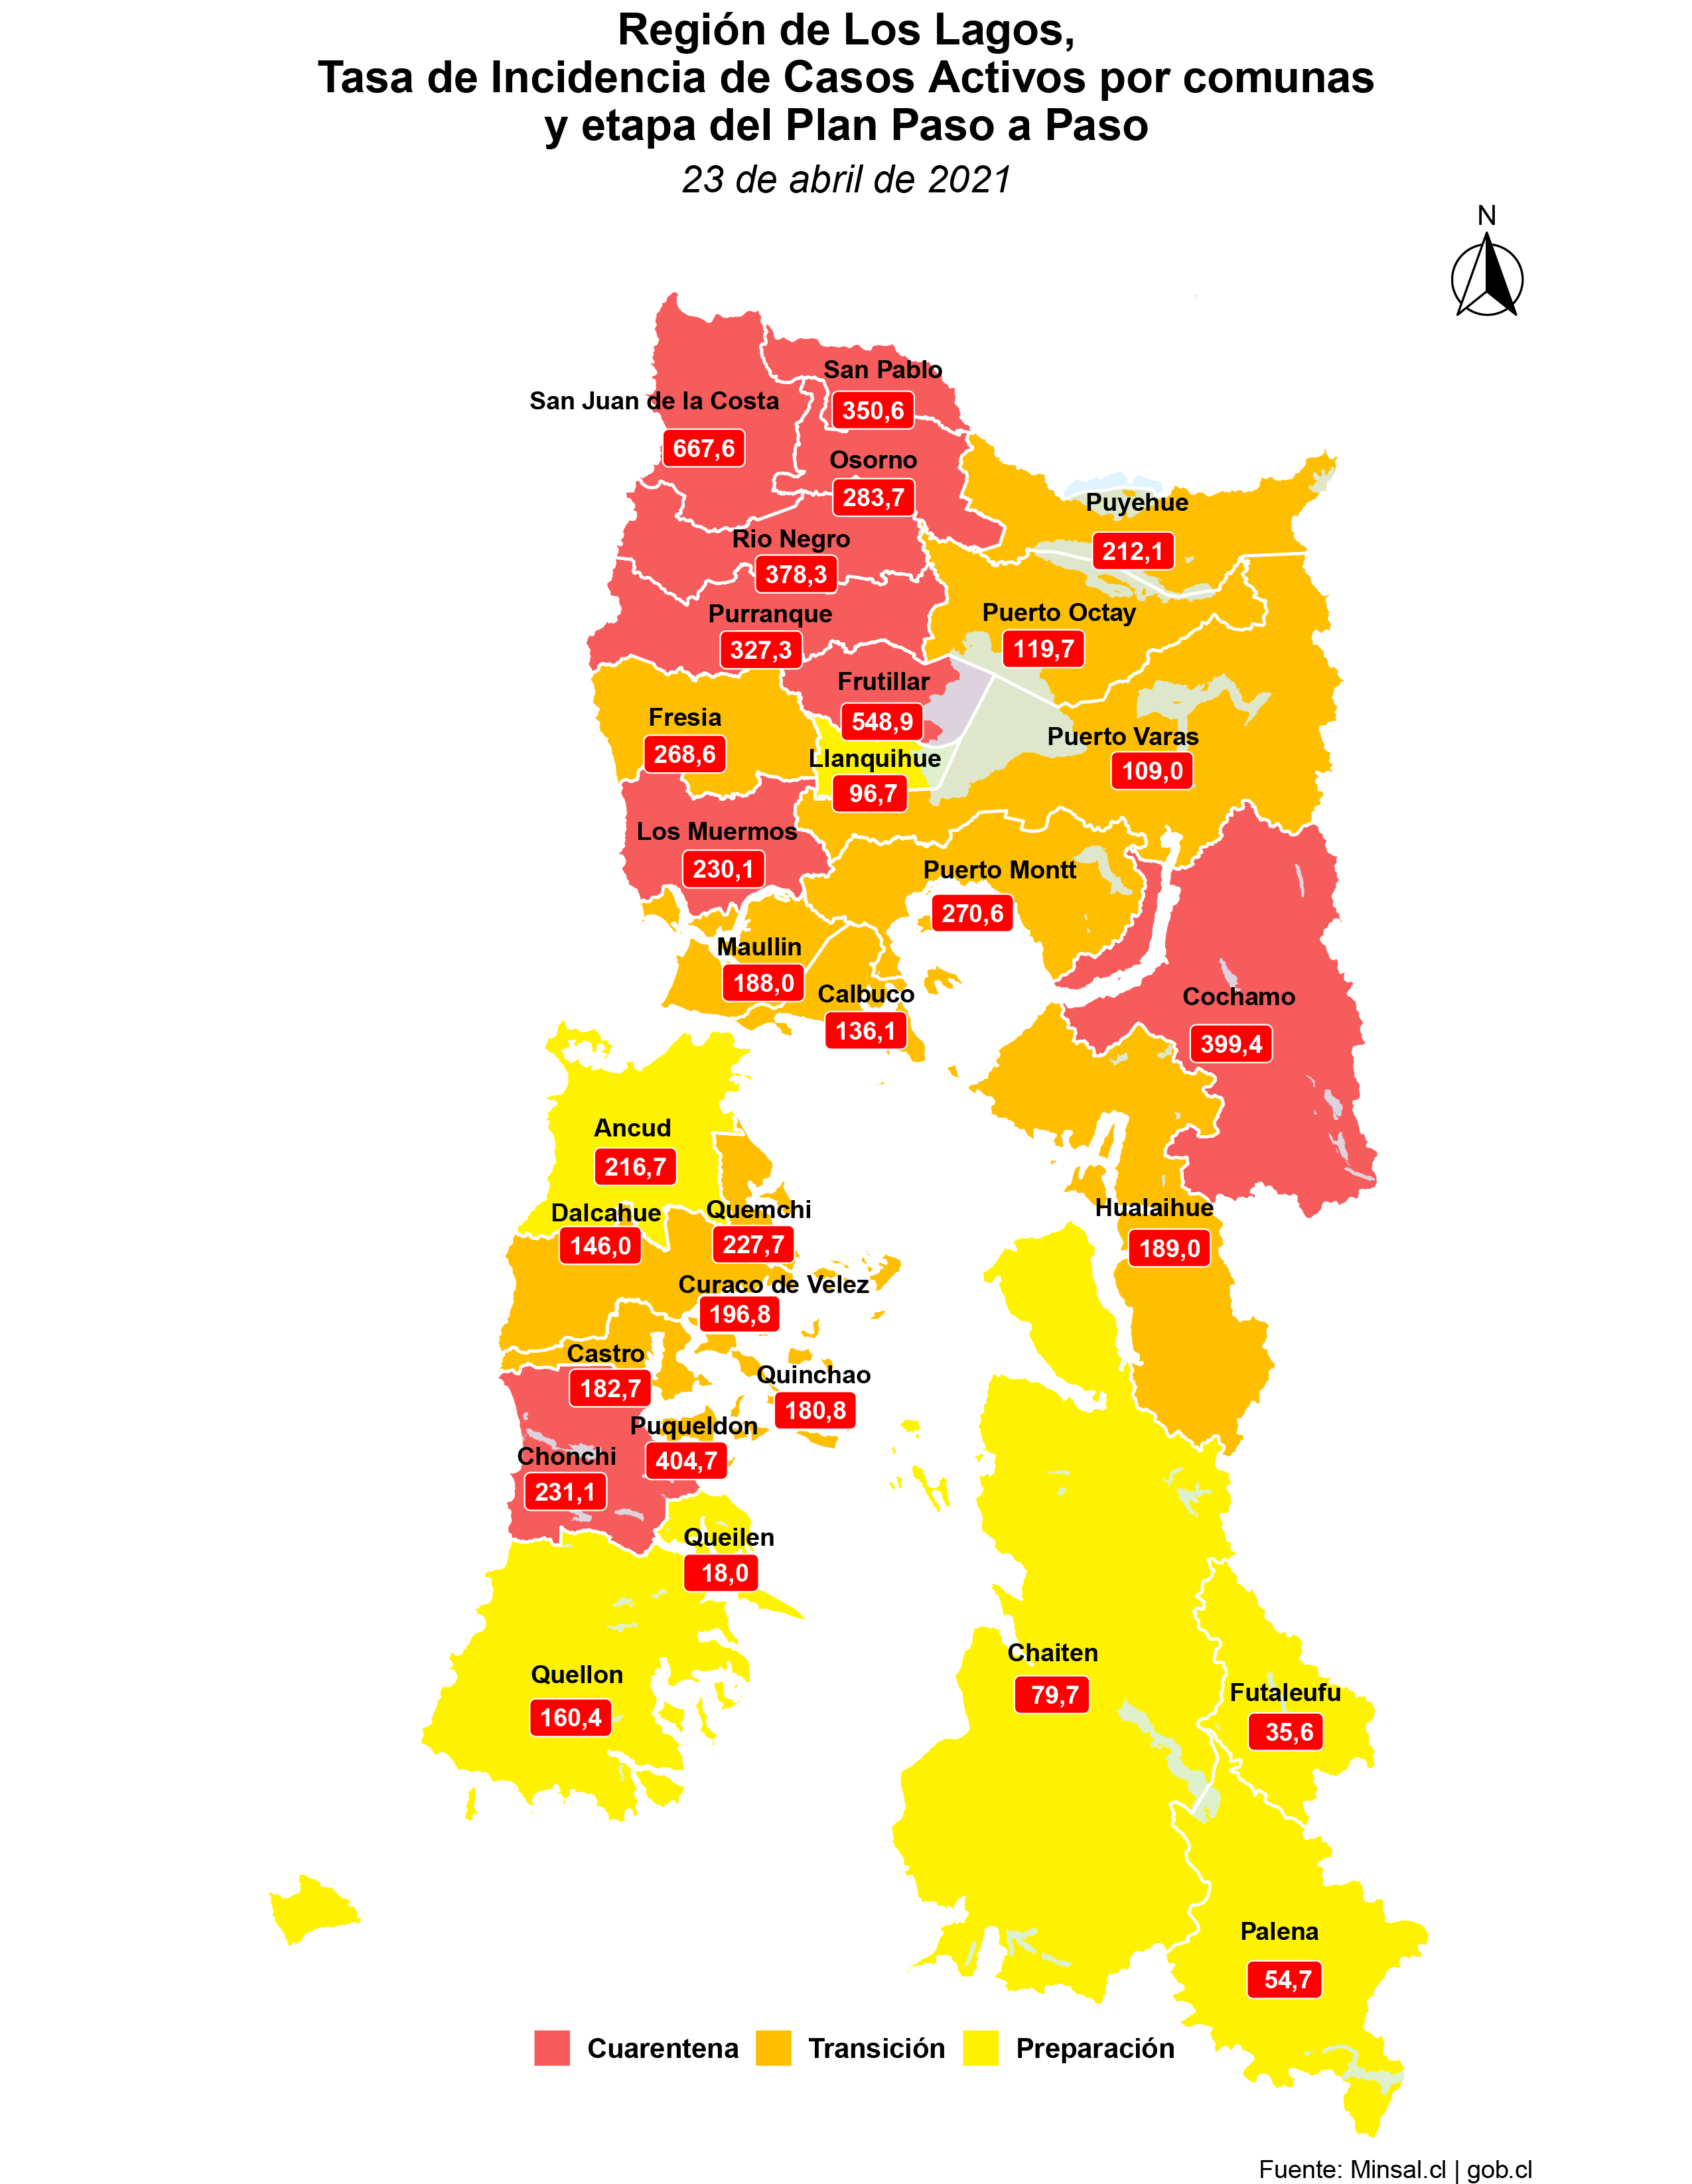 Región de Los Lagos,
Tasa de Incidencia de Casos Activos por comunas
y etapa del Plan Paso a Paso
23 de abril de 2021
N
San Pablo
350,6
San Juan de la Costa
667,6
Osorno
283,7
Puyehue
212,1
Rio Negro
378,3
Purranque
327,3
Puerto Octay
119,7
Frutillar
548,9
Fresia
268,6
Puerto Varas
109,0
Llanquihue
96,7
Los Muermos
230,1
Puerto Montt
270,6
Maullin
188,0
Calbuco
136,1
Cochamo
399,4
Ancud
216,7
Dalcahue
146,0
Quemchi
227,7
Hualaihue
189,0
Curaco de Velez
196,8
Castro
182,7
Quinchao
180,8
Puqueldon
404,7
Chonchi
231,1
Queilen
18,0
Quellon
160,4
Chaiten
79,7
Futaleufu
35,6
Palena
54,7
Cuarentena Transición Preparación
Fuente: Minsal.cl | gob.cl